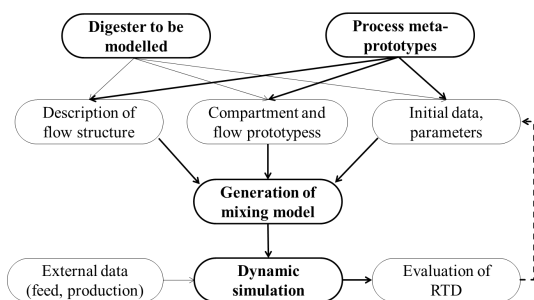 Digester to be
modelled
Process meta-
prototypes
Description of
flow structure
Compartment and
flow prototypess
Initial data,
parameters
Generation of
mixing model
External data
(feed, production)
Dynamic
simulation
Evaluation of
RTD